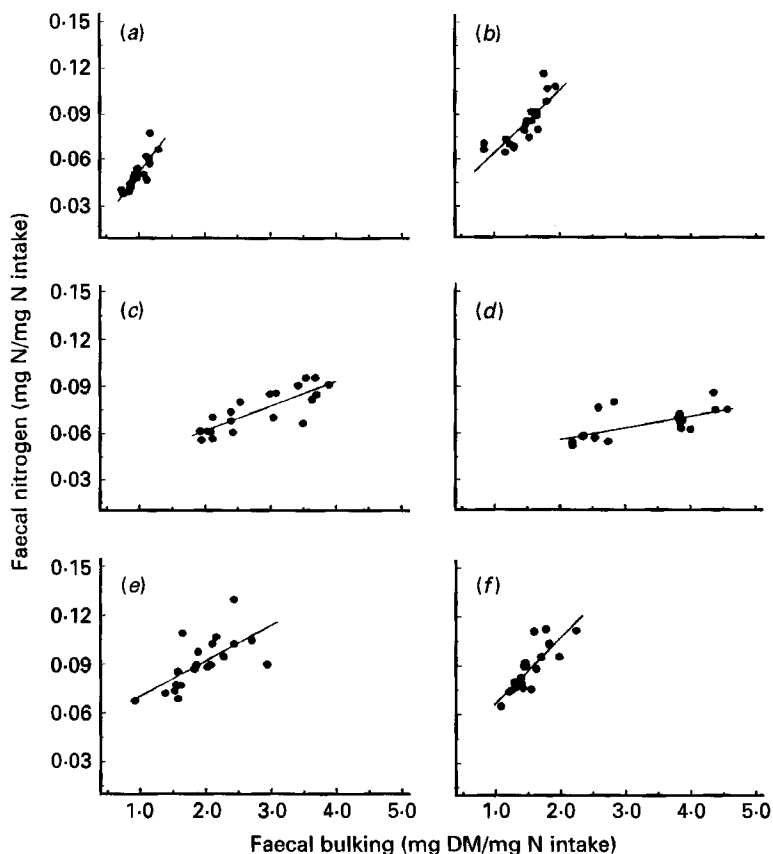 Faecal nitrogen (mg N/mg N intake)
0·15
0·12
0·09
0·06
0·03
(a)
(b)
0·15
0·12
0·09
0·06
0·03
(c)
(d)
0·15
0·12
0·09
0·06
0·03
(e)
(f)
1·0 2·0 3·0 4·0 5·0
1·0 2·0 3·0 4·0 5·0
Faecal bulking (mg DM/mg N intake)